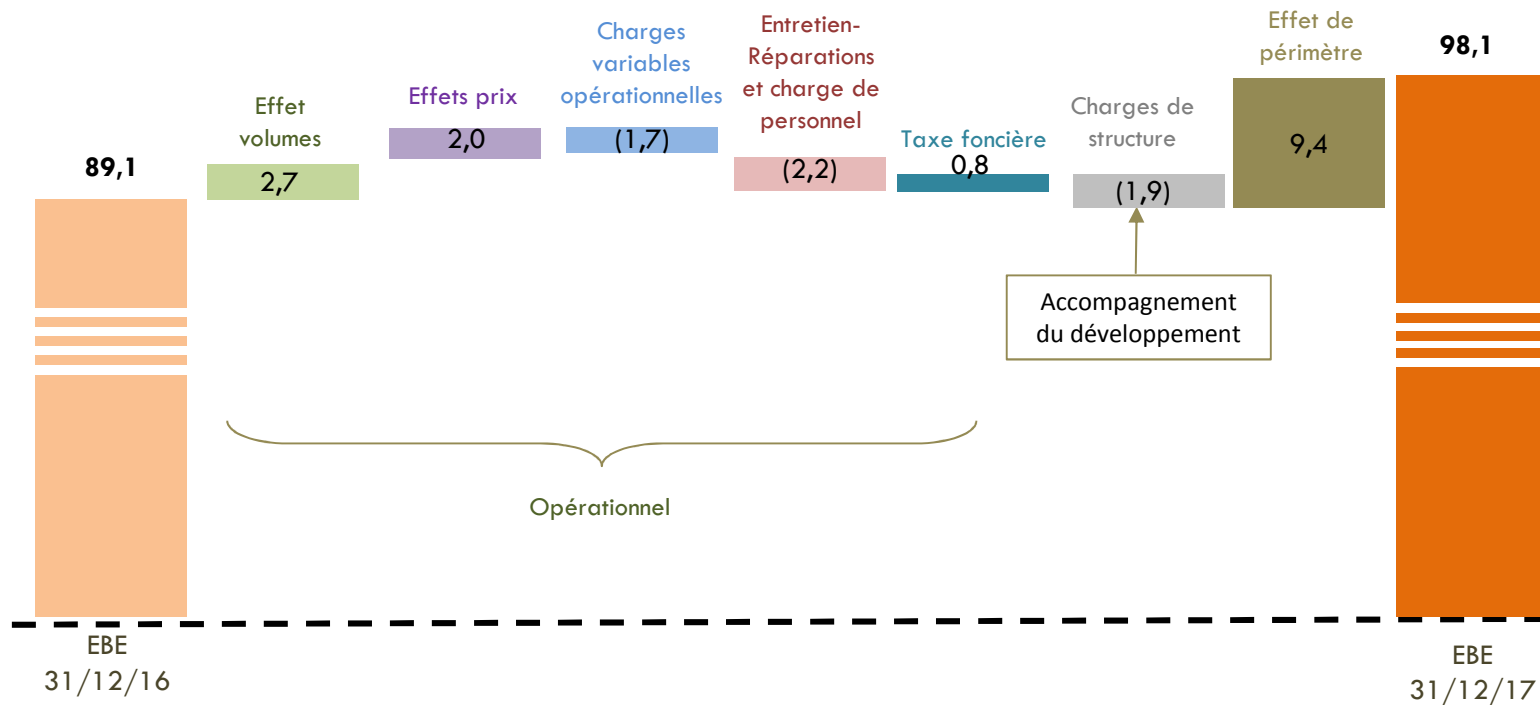 89,1
Effet
volumes
2,7
Effets prix
2,0
Charges
variables
opérationnelles
(1,7)
Entretien-
Réparations
et charge de
personnel
(2,2)
Taxe foncière
0,8
Charges de
structure
(1,9)
Effet de
périmètre
9,4
98,1
Accompagnement
du développement
Opérationnel
EBE
31/12/16
EBE
31/12/17